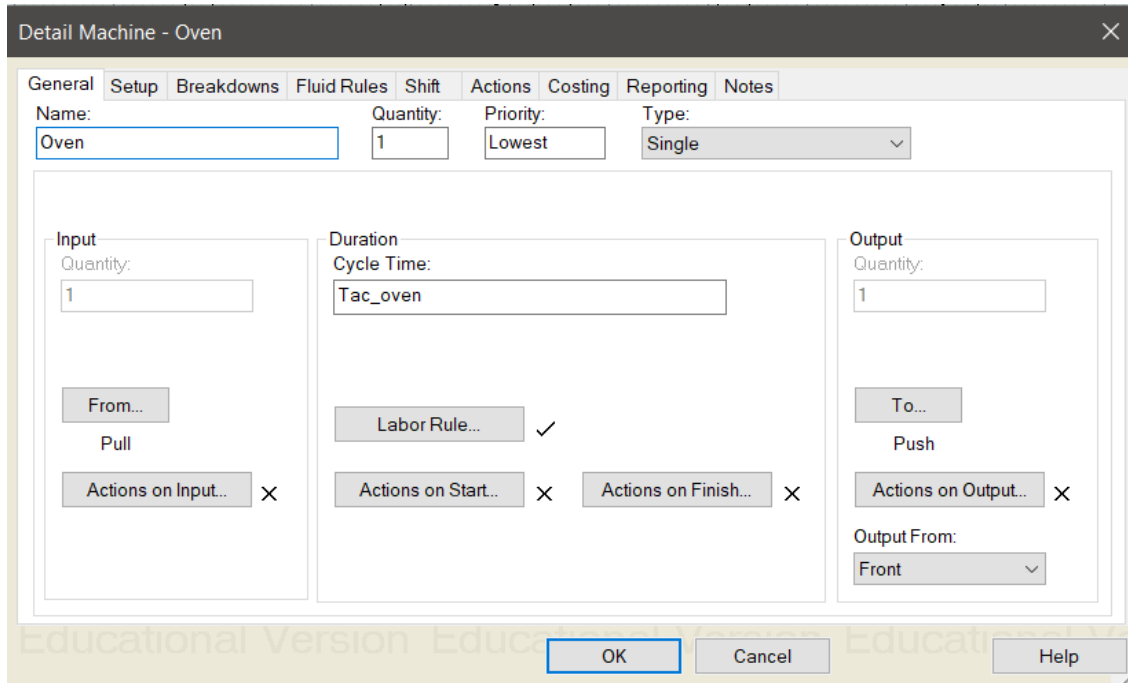 Detail Machine - Oven
General Setup Breakdowns Fluid Rules Shift Actions Costing Reporting Notes
Name: Quantity: Priority: Type:
Oven 1 Lowest Single
Input Duration Output
Quantity: Cycle Time: Quantity:
1 Tac_oven 1
From... Labor Rule... To...
Pull Push
Actions on Input... Actions on Start... Actions on Finish... Actions on Output...
Output From:
Front
Educational Version Educational Version Educati
OK Cancel Help